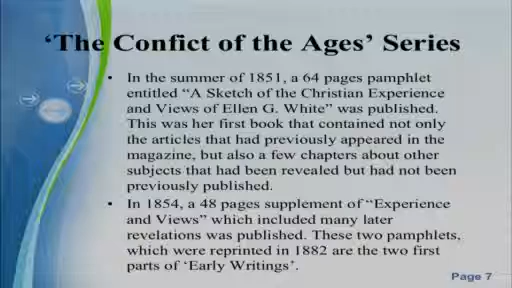 ‘The Confict of the Ages’ Series
• In the summer of 1851, a 64 pages pamphlet
entitled “A Sketch of the Christian Experience
and Views of Ellen G. White” was published.
This was her first book that contained not only
the articles that had previously appeared in the
magazine, but also a few chapters about other
subjects that had been revealed but had not been
previously published.
• In 1854, a 48 pages supplement of “Experience
and Views” which included many later
revelations was published. These two pamphlets,
which were reprinted in 1882 are the two first
parts of ‘Early Writings’.
Page 7